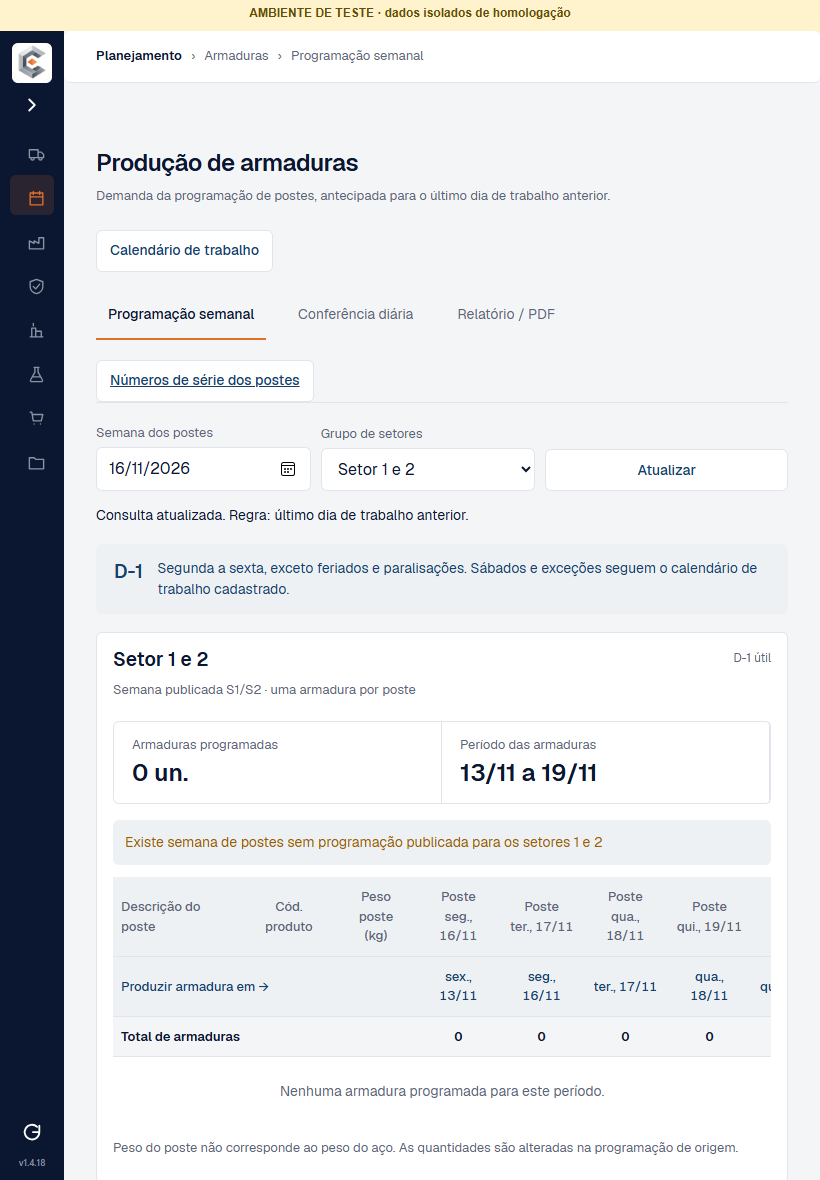 AMBIENTE DE TESTE · dados isolados de homologação
Planejamento › Armaduras › Programação semanal
Produção de armaduras
Demanda da programação de postes, antecipada para o último dia de trabalho anterior.
Calendário de trabalho
Programação semanal Conferência diária Relatório / PDF
Números de série dos postes
Semana dos postes Grupo de setores
16/11/2026 Setor 1 e 2 Atualizar
Consulta atualizada. Regra: último dia de trabalho anterior.
D-1 Segunda a sexta, exceto feriados e paralisações. Sábados e exceções seguem o calendário de
trabalho cadastrado.
Setor 1 e 2 D-1 útil
Semana publicada S1/S2 · uma armadura por poste
Armaduras programadas Período das armaduras
0 un. 13/11 a 19/11
Existe semana de postes sem programação publicada para os setores 1 e 2
Descrição do poste Cód. produto Peso poste (kg) Poste seg., 16/11 Poste ter., 17/11 Poste qua., 18/11 Poste qui., 19/11
Produzir armadura em → sex., 13/11 seg., 16/11 ter., 17/11 qua., 18/11
Total de armaduras 0 0 0 0
Nenhuma armadura programada para este período.
Peso do poste não corresponde ao peso do aço. As quantidades são alteradas na programação de origem.
v1.4.18